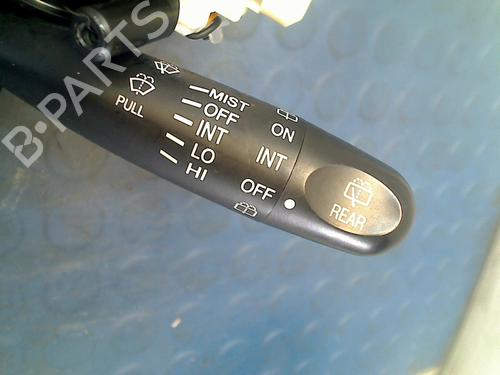 B-PARTS
PULL
MIST
OFF
INT
LO
HI
ON
INT
OFF
REAR